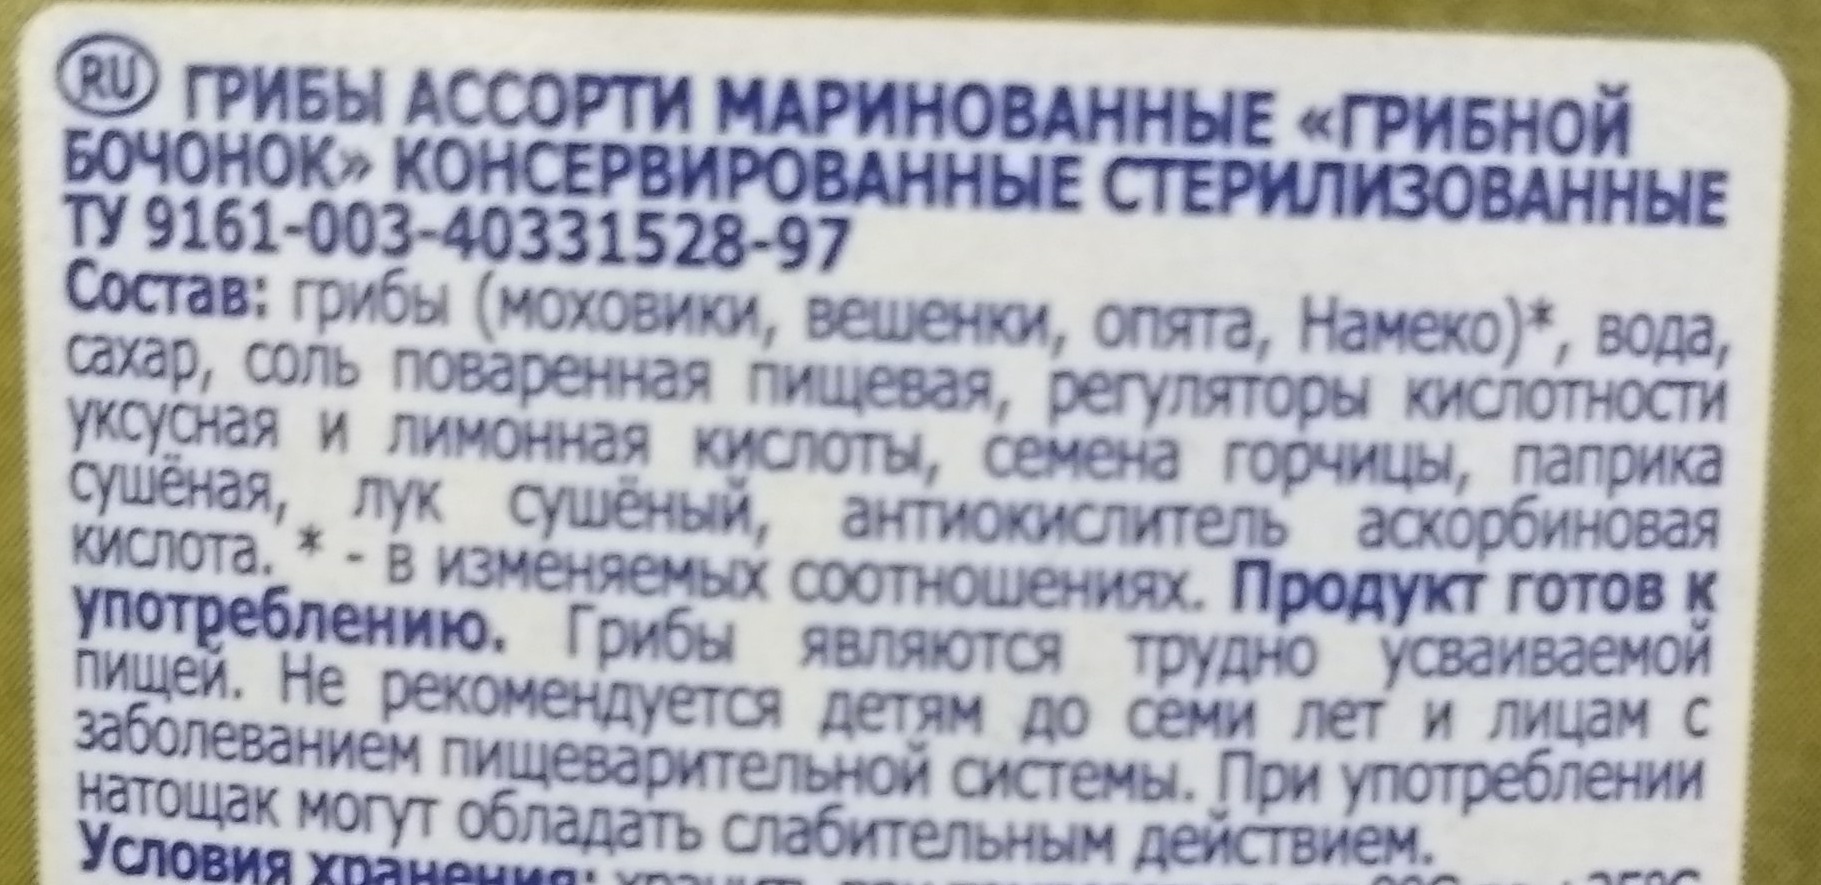 RU ГРИБЫ АССОРТИ МАРИНОВАННЫЕ «ГРИБНОЙ
БОЧОНОК» КОНСЕРВИРОВАННЫЕ СТЕРИЛИЗОВАННЫЕ
ТУ 9161-003-40331528-97
Состав: грибы (моховики, вешенки, опята, Намеко)*, вода,
сахар, соль поваренная пищевая, регуляторы кислотности
уксусная и лимонная кислоты, семена горчицы, паприка
сушёная, лук сушёный, антиокислитель аскорбиновая
кислота. * - в изменяемых соотношениях. Продукт готов к
употреблению. Грибы являются трудно усваиваемой
пищей. Не рекомендуется детям до семи лет и лицам с
заболеванием пищеварительной системы. При употреблении
натощак могут обладать слабительным действием.
Условия хранения: